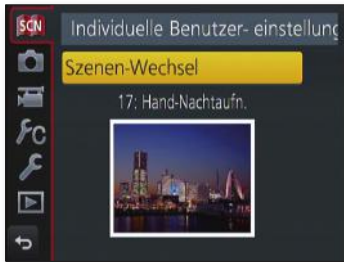 SCN
Individuelle Benutzer- einstellung
Szenen-Wechsel
17: Hand-Nachtaufn.
C